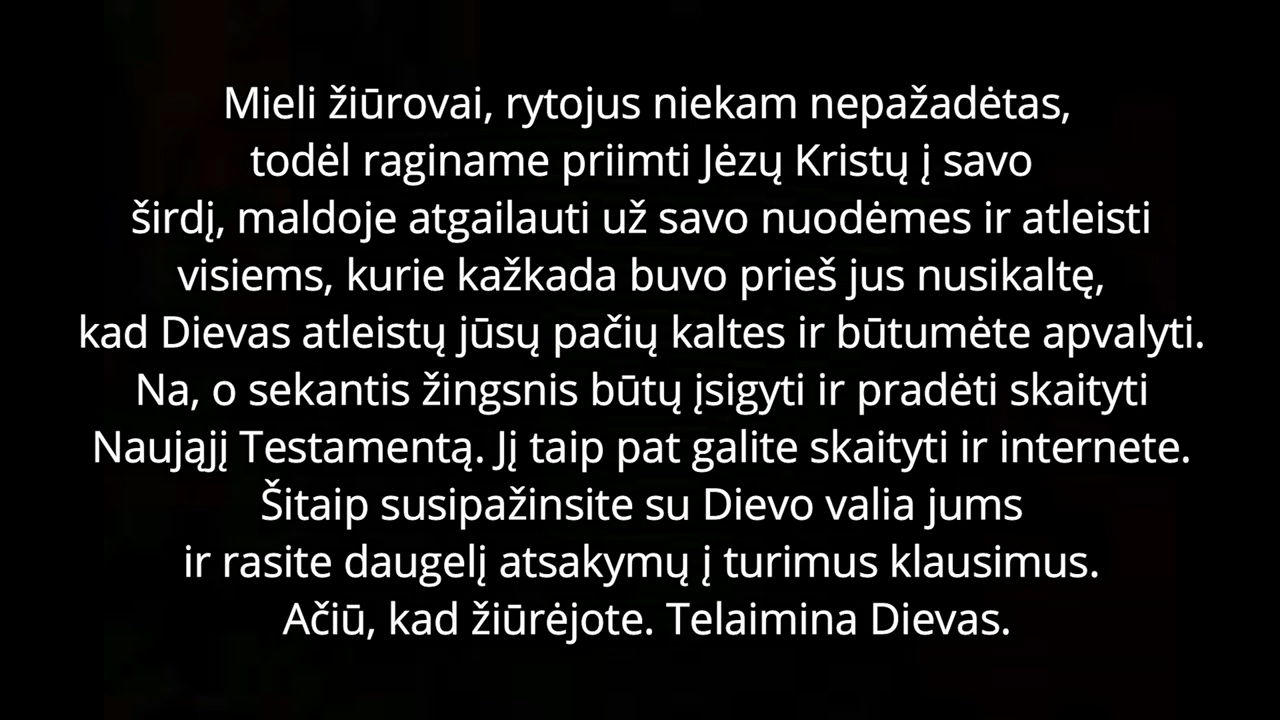 Mieli žiūrovai, rytojus niekam nepažadėtas,
todėl raginame priimti Jėzų Kristų į savo
širdį, maldoje atgailauti už savo nuodėmes ir atleisti
visiems, kurie kažkada buvo prieš jus nusikaltę,
kad Dievas atleistų jūsų pačių kaltes ir būtumėte apvalyti.
Na, o sekantis žingsnis būtų įsigyti ir pradėti skaityti
Naująjį Testamentą. Jį taip pat galite skaityti ir internete.
Šitaip susipažinsite su Dievo valia jums
ir rasite daugelį atsakymų į turimus klausimus.
Ačiū, kad žiūrėjote. Telaimina Dievas.